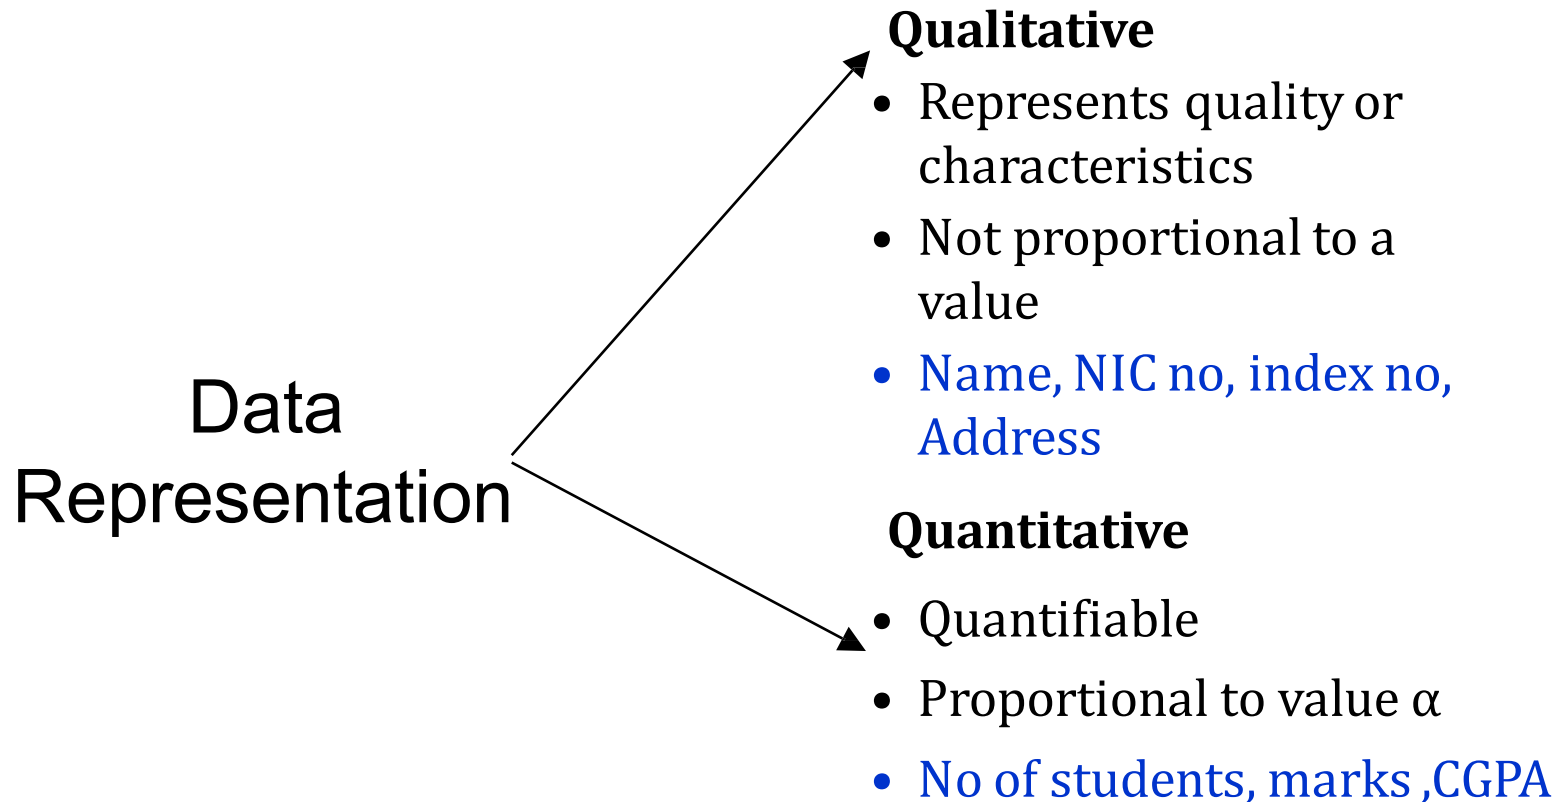 Data
Representation
Qualitative
• Represents quality or
characteristics
• Not proportional to a
value
• Name, NIC no, index no,
Address
Quantitative
• Quantifiable
• Proportional to value α
• No of students, marks ,CGPA